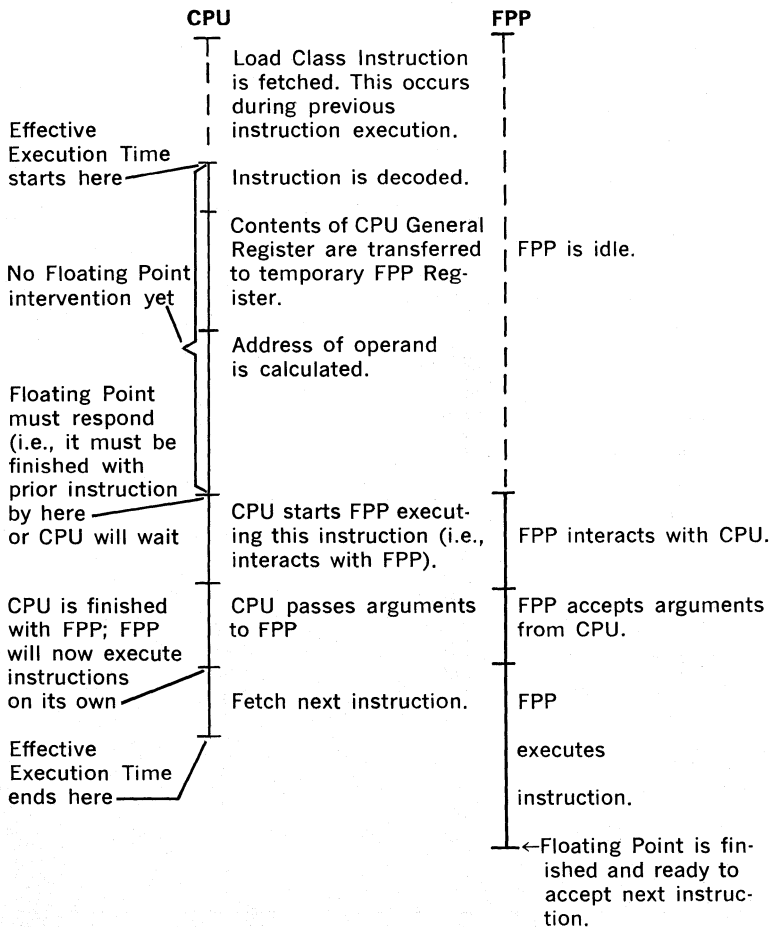 CPU
FPP
Load Class Instruction
is fetched. This occurs
during previous
instruction execution.
Effective
Execution Time
starts here
Instruction is decoded.
Contents of CPU General
Register are transferred
to temporary FPP Reg-
ister.
FPP is idle.
No Floating Point
intervention yet
Address of operand
is calculated.
Floating Point
must respond
(i.e., it must be
finished with
prior instruction
by here
or CPU will wait
CPU starts FPP execut-
ing this instruction (i.e.,
interacts with FPP).
FPP interacts with CPU.
CPU is finished
with FPP; FPP
will now execute
instructions
on its own
CPU passes arguments
to FPP
FPP accepts arguments
from CPU.
Fetch next instruction.
FPP
executes
instruction.
Effective
Execution Time
ends here
←Floating Point is fin-
ished and ready to
accept next instruc-
tion.